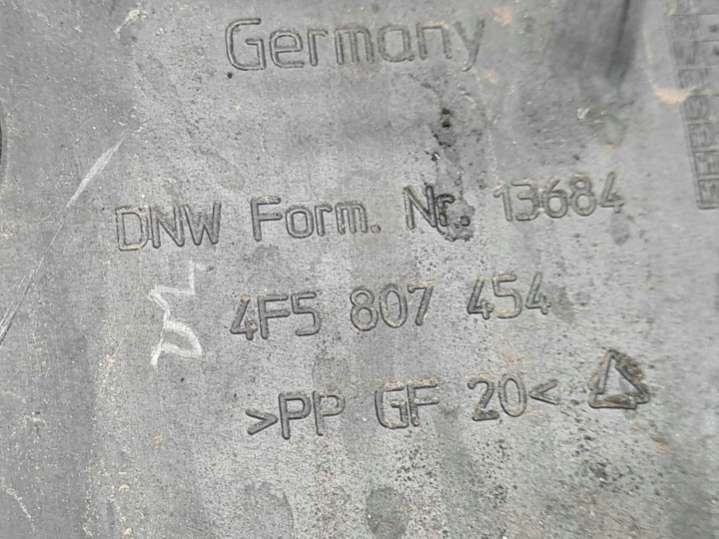 Germany
DNW Form. Nr. 13684
4F5 807 454
>PP GF 20<